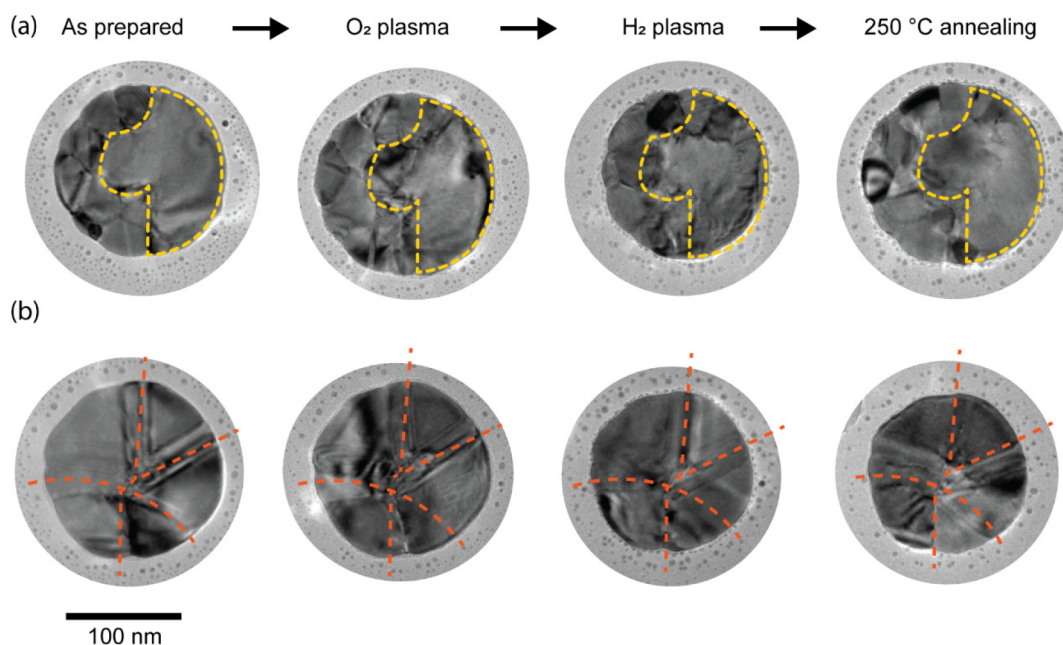 (a) As prepared O₂ plasma H₂ plasma 250 °C annealing
(b)
100 nm